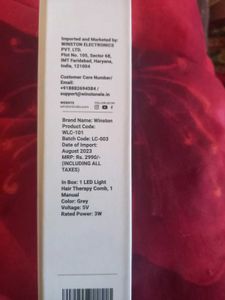 Imported and Marketed by:
WINSTON ELECTRONICS
PVT. LTD.
Plot No. 105, Sector 68,
IMT Faridabad, Haryana,
India, 121004
Customer Care Number/
Email:
+918882694584 /
support@winstonele.in
WEBSITE
Brand Name: Winston
Product Code:
WLC-101
Batch Code: LC-003
Date of Import:
August 2023
MRP: Rs. 2990/-
(INCLUDING ALL
TAXES)
In Box: 1 LED Light
Hair Therapy Comb, 1
Manual
Color: Grey
Voltage: 5V
Rated Power: 3W